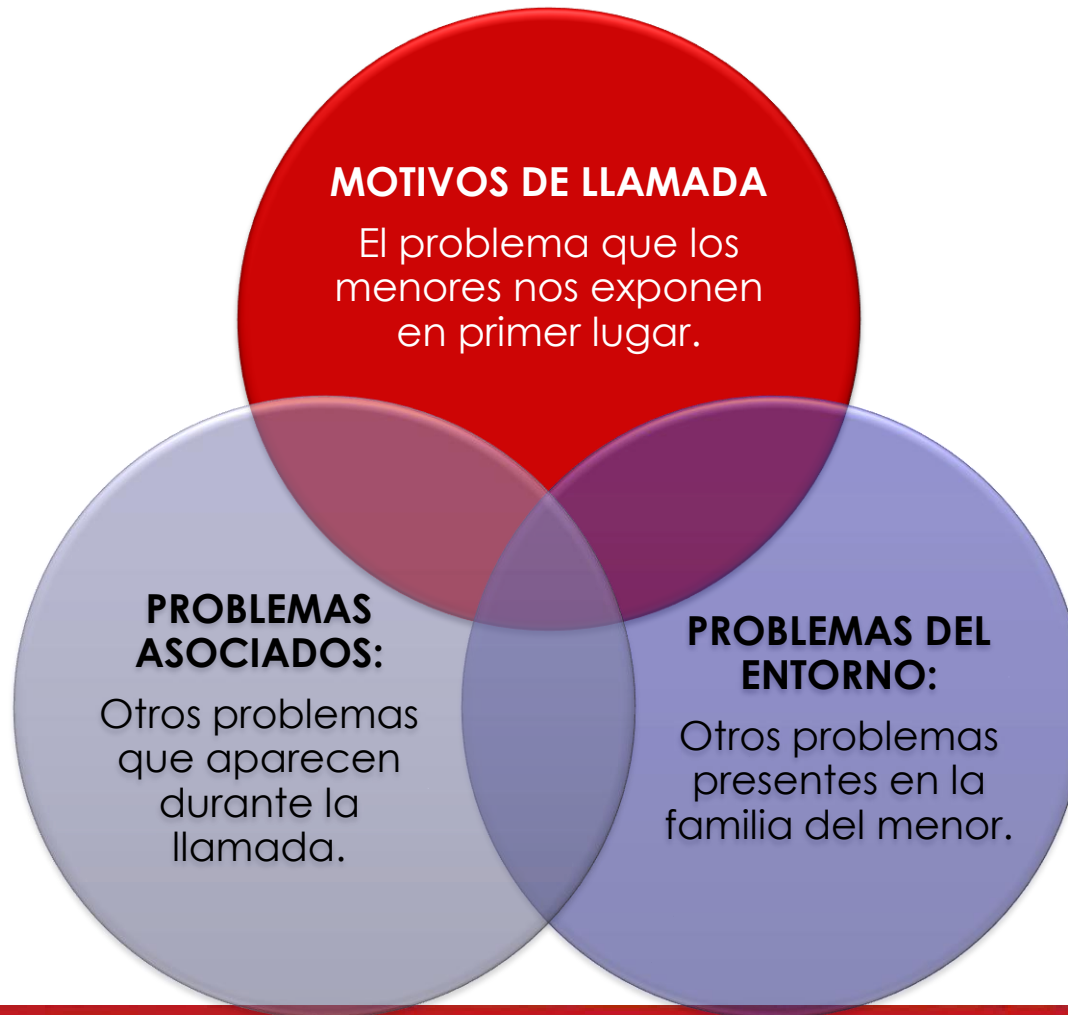 MOTIVOS DE LLAMADA
El problema que los
menores nos exponen
en primer lugar.
PROBLEMAS
ASOCIADOS:
Otros problemas
que aparecen
durante la
llamada.
PROBLEMAS DEL
ENTORNO:
Otros problemas
presentes en la
familia del menor.